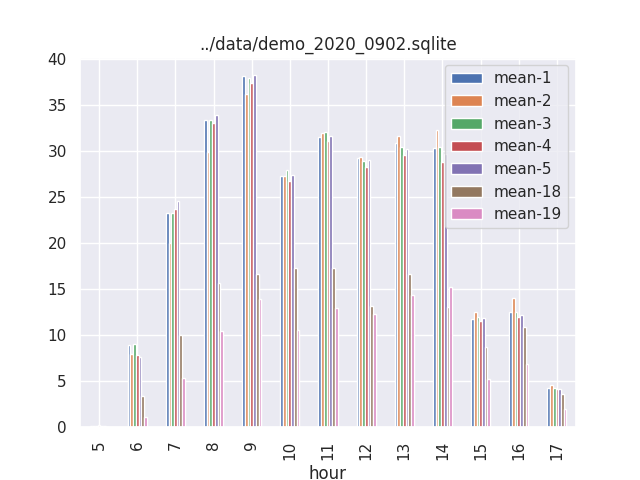 ../data/demo_2020_0902.sqlite
40
35
30
25
20
15
10
5
0
mean-1
mean-2
mean-3
mean-4
mean-5
mean-18
mean-19
5 6 7 8 9 10 11 12 13 14 15 16 17
hour